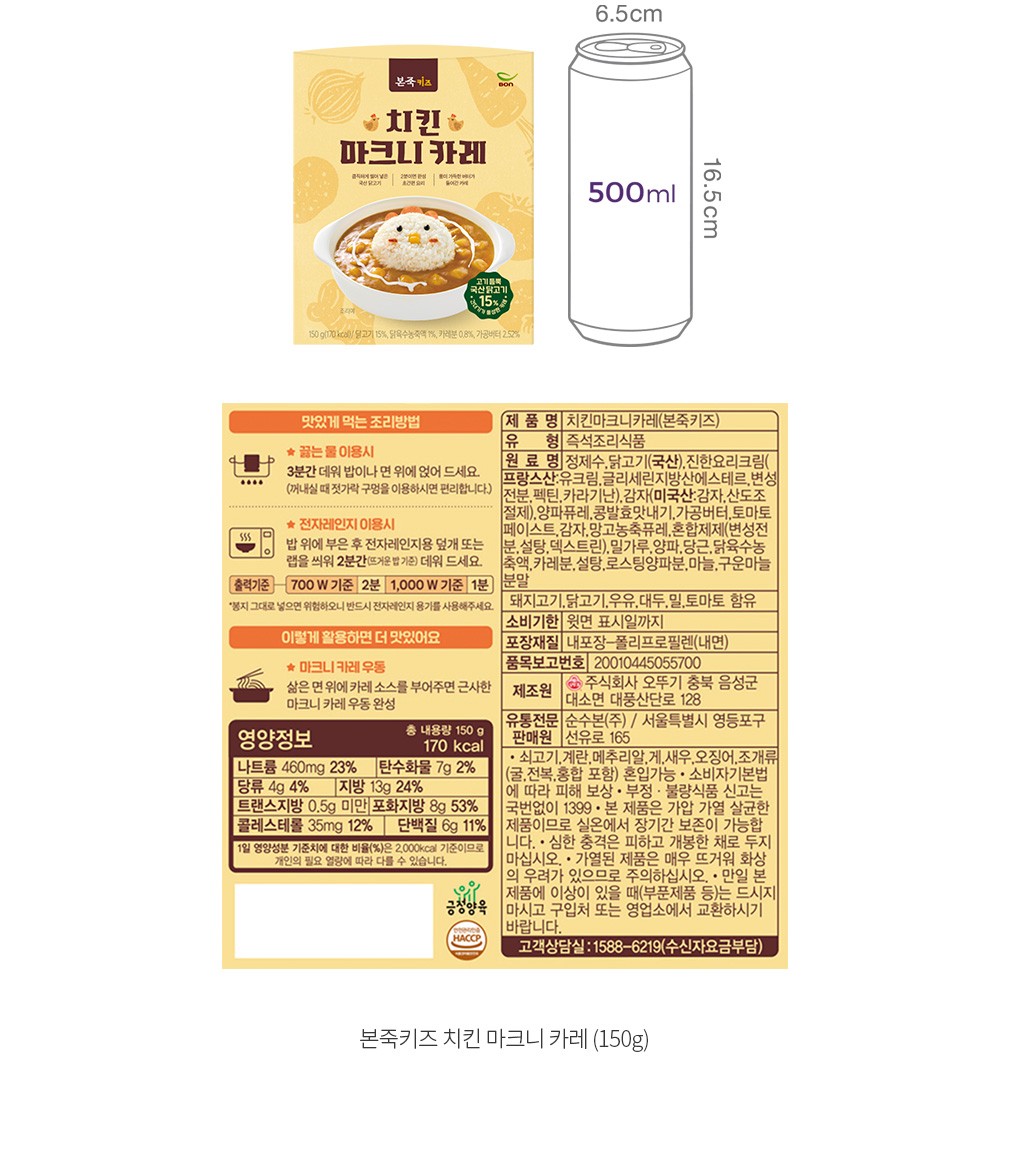 6.5cm
본죽키즈
BON
치킨
마크니 카레
큼직하게 썰어 넣은
국산 닭고기
2분이면 완성
초간편 요리
풍미 가득한 버터가
들어간 카레
500ml
16.5cm
고기 듬뿍
국산 닭고기
15%
조리예
150 g(170 kcal)/ 닭고기 15%, 닭육수농축액 1%, 카레분 0.8%, 가공버터 2.52%
맛있게 먹는 조리방법
★ 끓는 물 이용시
3분간 데워 밥이나 면 위에 얹어 드세요.
(꺼내실 때 젓가락 구멍을 이용하시면 편리합니다.)
★ 전자레인지 이용시
밥 위에 부은 후 전자레인지용 덮개 또는
랩을 씌워 2분간(뜨거운 밥 기준) 데워 드세요.
출력기준 700 W 기준 2분 1,000 W 기준 1분
*봉지 그대로 넣으면 위험하오니 반드시 전자레인지 용기를 사용해주세요.
이렇게 활용하면 더 맛있어요
★ 마크니 카레 우동
삶은 면 위에 카레 소스를 부어주면 근사한
마크니 카레 우동 완성
영양정보
총 내용량 150 g
170 kcal
나트륨 460mg 23% 탄수화물 7g 2%
당류 4g 4% 지방 13g 24%
트랜스지방 0.5g 미만 포화지방 8g 53%
콜레스테롤 35mg 12% 단백질 6g 11%
1일 영양성분 기준치에 대한 비율(%)은 2,000kcal 기준이므로
개인의 필요 열량에 따라 다를 수 있습니다.
긍정양육
HACCP
제 품 명 치킨마크니카레(본죽키즈)
유 형 즉석조리식품
원 료 명 정제수,닭고기(국산),진한요리크림(
프랑스산:유크림,글리세린지방산에스테르,변성
전분,펙틴,카라기난),감자(미국산:감자,산도조
절제),양파퓨레,콩발효맛내기,가공버터,토마토
페이스트,감자,망고농축퓨레,혼합제제(변성전
분,설탕,덱스트린),밀가루,양파,당근,닭육수농
축액,카레분,설탕,로스팅양파분,마늘,구운마늘
분말
돼지고기,닭고기,우유,대두,밀,토마토 함유
소비기한 윗면 표시일까지
포장재질 내포장-폴리프로필렌(내면)
품목보고번호 20010445055700
제조원 주식회사 오뚜기 충북 음성군
대소면 대풍산단로 128
유통전문 순수본(주) / 서울특별시 영등포구
판매원 선유로 165
• 쇠고기,계란,메추리알,게,새우,오징어,조개류
(굴,전복,홍합 포함) 혼입가능 • 소비자기본법
에 따라 피해 보상 • 부정 · 불량식품 신고는
국번없이 1399 • 본 제품은 가압 가열 살균한
제품이므로 실온에서 장기간 보존이 가능합
니다. • 심한 충격은 피하고 개봉한 채로 두지
마십시오. • 가열된 제품은 매우 뜨거워 화상
의 우려가 있으므로 주의하십시오. • 만일 본
제품에 이상이 있을 때(부푼제품 등)는 드시지
마시고 구입처 또는 영업소에서 교환하시기
바랍니다.
고객상담실 : 1588-6219(수신자요금부담)
본죽키즈 치킨 마크니 카레 (150g)